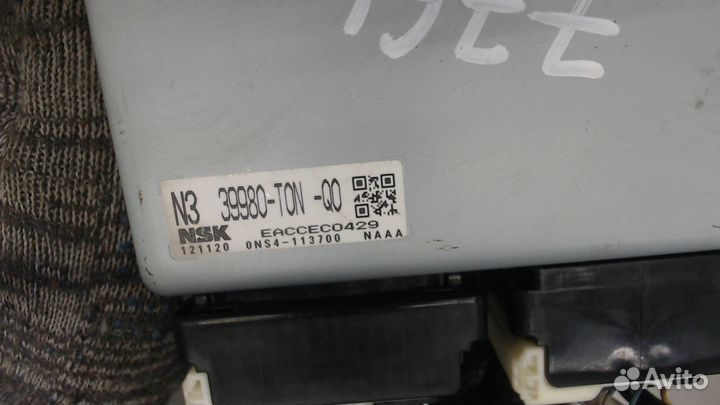 N3 39980-T0N -Q0
NSK EACCEC0429
121120 0NS4-113700 NAAA
Avito